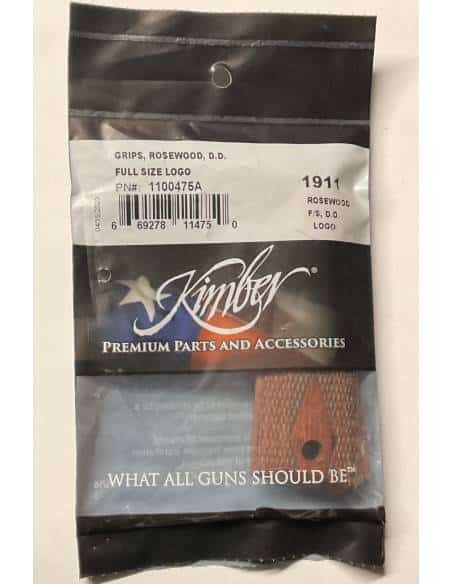 GRIPS, ROSEWOOD, D.D.
FULL SIZE LOGO
PN#: 1100475A
6 69278 11475 0
1911
ROSEWOOD
F/S, D.D.
LOGO
Kimber®
PREMIUM PARTS AND ACCESSORIES
WHAT ALL GUNS SHOULD BE™